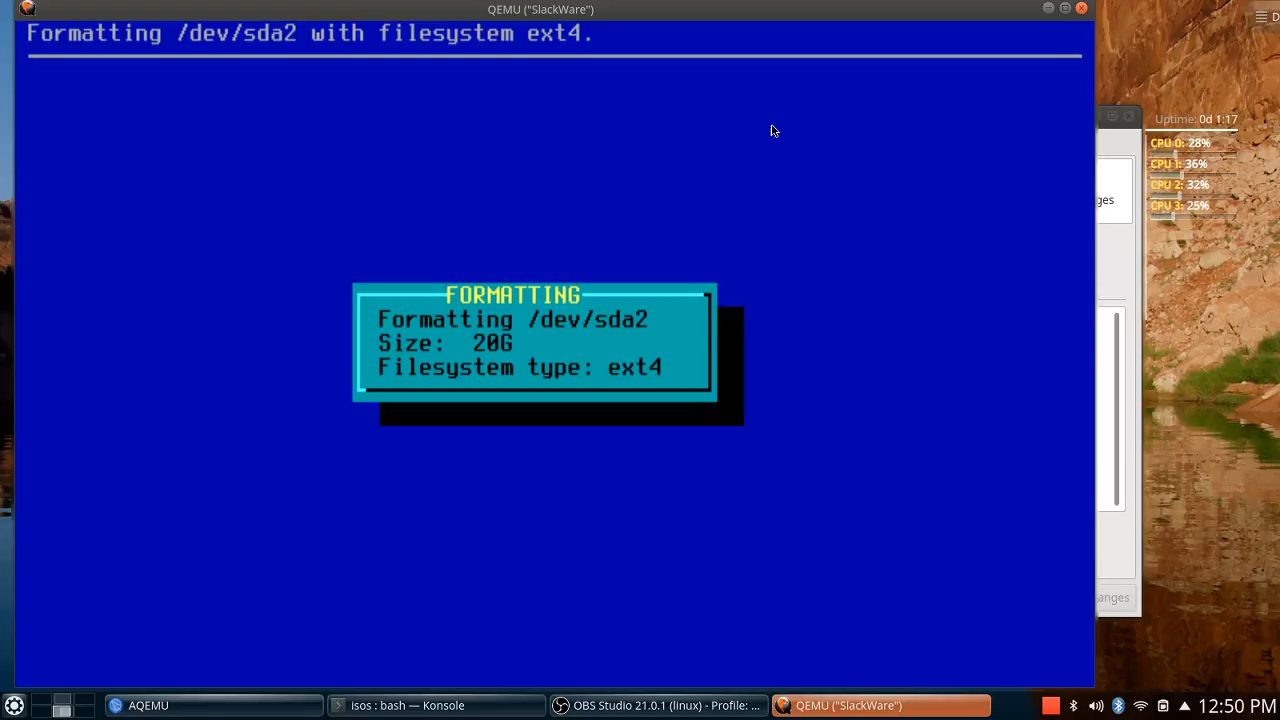 QEMU ("SlackWare")
Formatting /dev/sda2 with filesystem ext4.
FORMATTING
Formatting /dev/sda2
Size:  20G
Filesystem type: ext4
D
Uptime: 0d 1:17
CPU 0: 28%
CPU 1: 36%
CPU 2: 32%
CPU 3: 25%
ges
anges
AQEMU
isos : bash — Konsole
OBS Studio 21.0.1 (linux) - Profile: ...
QEMU ("SlackWare")
12:50 PM